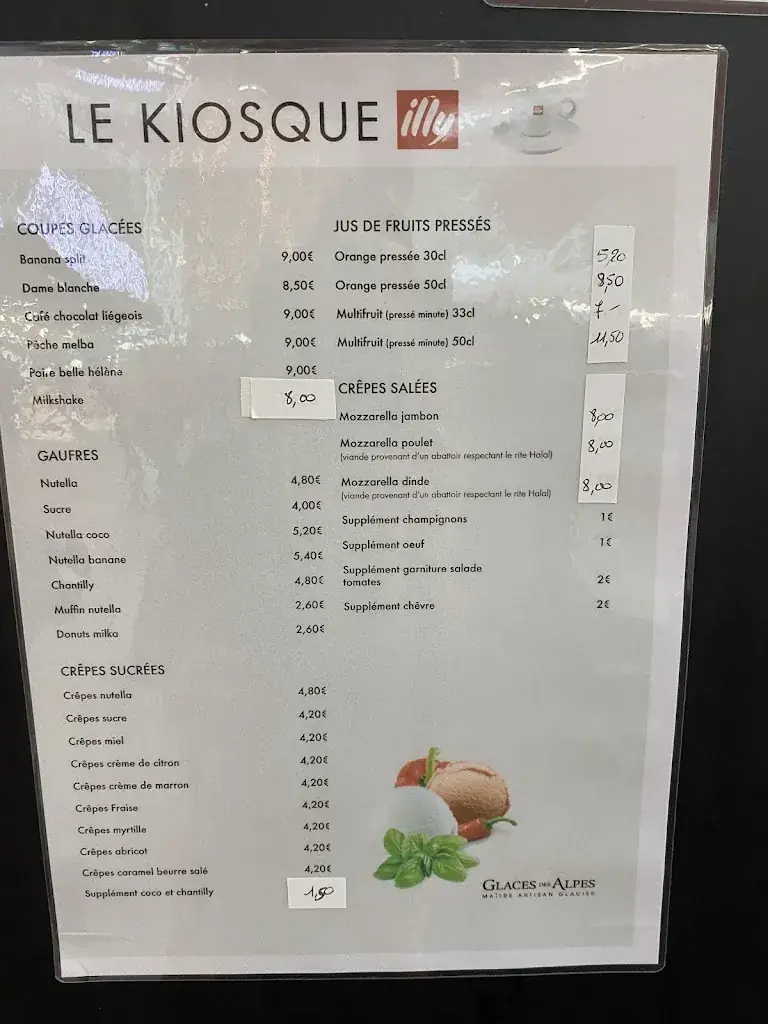 LE KIOSQUE illy
COUPES GLACÉES
Banana split 9,00€
Dame blanche 8,50€
Café chocolat liégeois 9,00€
Pêche melba 9,00€
Poire belle hélène 9,00€
Milkshake 8,00
GAUFRES
Nutella 4,80€
Sucre 4,00€
Nutella coco 5,20€
Nutella banane 5,40€
Chantilly 4,80€
Muffin nutella 2,60€
Donuts milka 2,60€
CRÊPES SUCRÉES
Crêpes nutella 4,80€
Crêpes sucre 4,20€
Crêpes miel 4,20€
Crêpes crème de citron 4,20€
Crêpes crème de marron 4,20€
Crêpes Fraise 4,20€
Crêpes myrtille 4,20€
Crêpes abricot 4,20€
Crêpes caramel beurre salé 4,20€
Supplément coco et chantilly 1,50
JUS DE FRUITS PRESSÉS
Orange pressée 30cl 5,20
Orange pressée 50cl 8,50
Multifruit (pressé minute) 33cl 7.-
Multifruit (pressé minute) 50cl 11,50
CRÊPES SALÉES
Mozzarella jambon 8,00
Mozzarella poulet 8,00
(viande provenant d'un abattoir respectant le rite Halal)
Mozzarella dinde 8,00
(viande provenant d'un abattoir respectant le rite Halal)
Supplément champignons 1€
Supplément oeuf 1€
Supplément garniture salade
tomates 2€
Supplément chêvre 2€
GLACES DES ALPES
MAÎTRE ARTISAN GLACIER